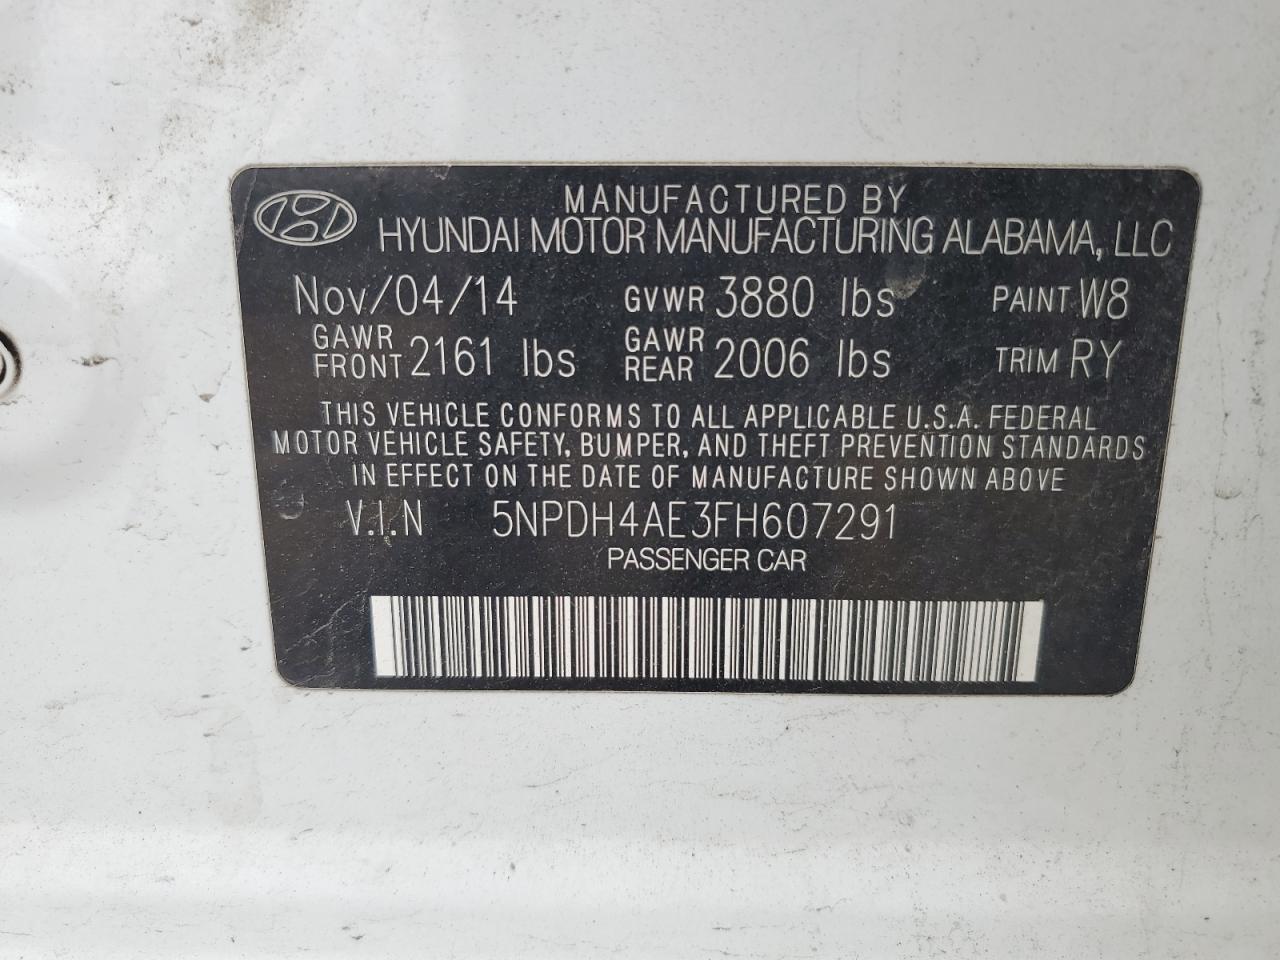 MANUFACTURED BY
HYUNDAI MOTOR MANUFACTURING ALABAMA, LLC
Nov/04/14 GVWR 3880 lbs PAINT W8
GAWR FRONT 2161 lbs GAWR REAR 2006 lbs TRIM RY
THIS VEHICLE CONFORMS TO ALL APPLICABLE U.S.A. FEDERAL
MOTOR VEHICLE SAFETY, BUMPER, AND THEFT PREVENTION STANDARDS
IN EFFECT ON THE DATE OF MANUFACTURE SHOWN ABOVE
V.I.N 5NPDH4AE3FH607291
PASSENGER CAR